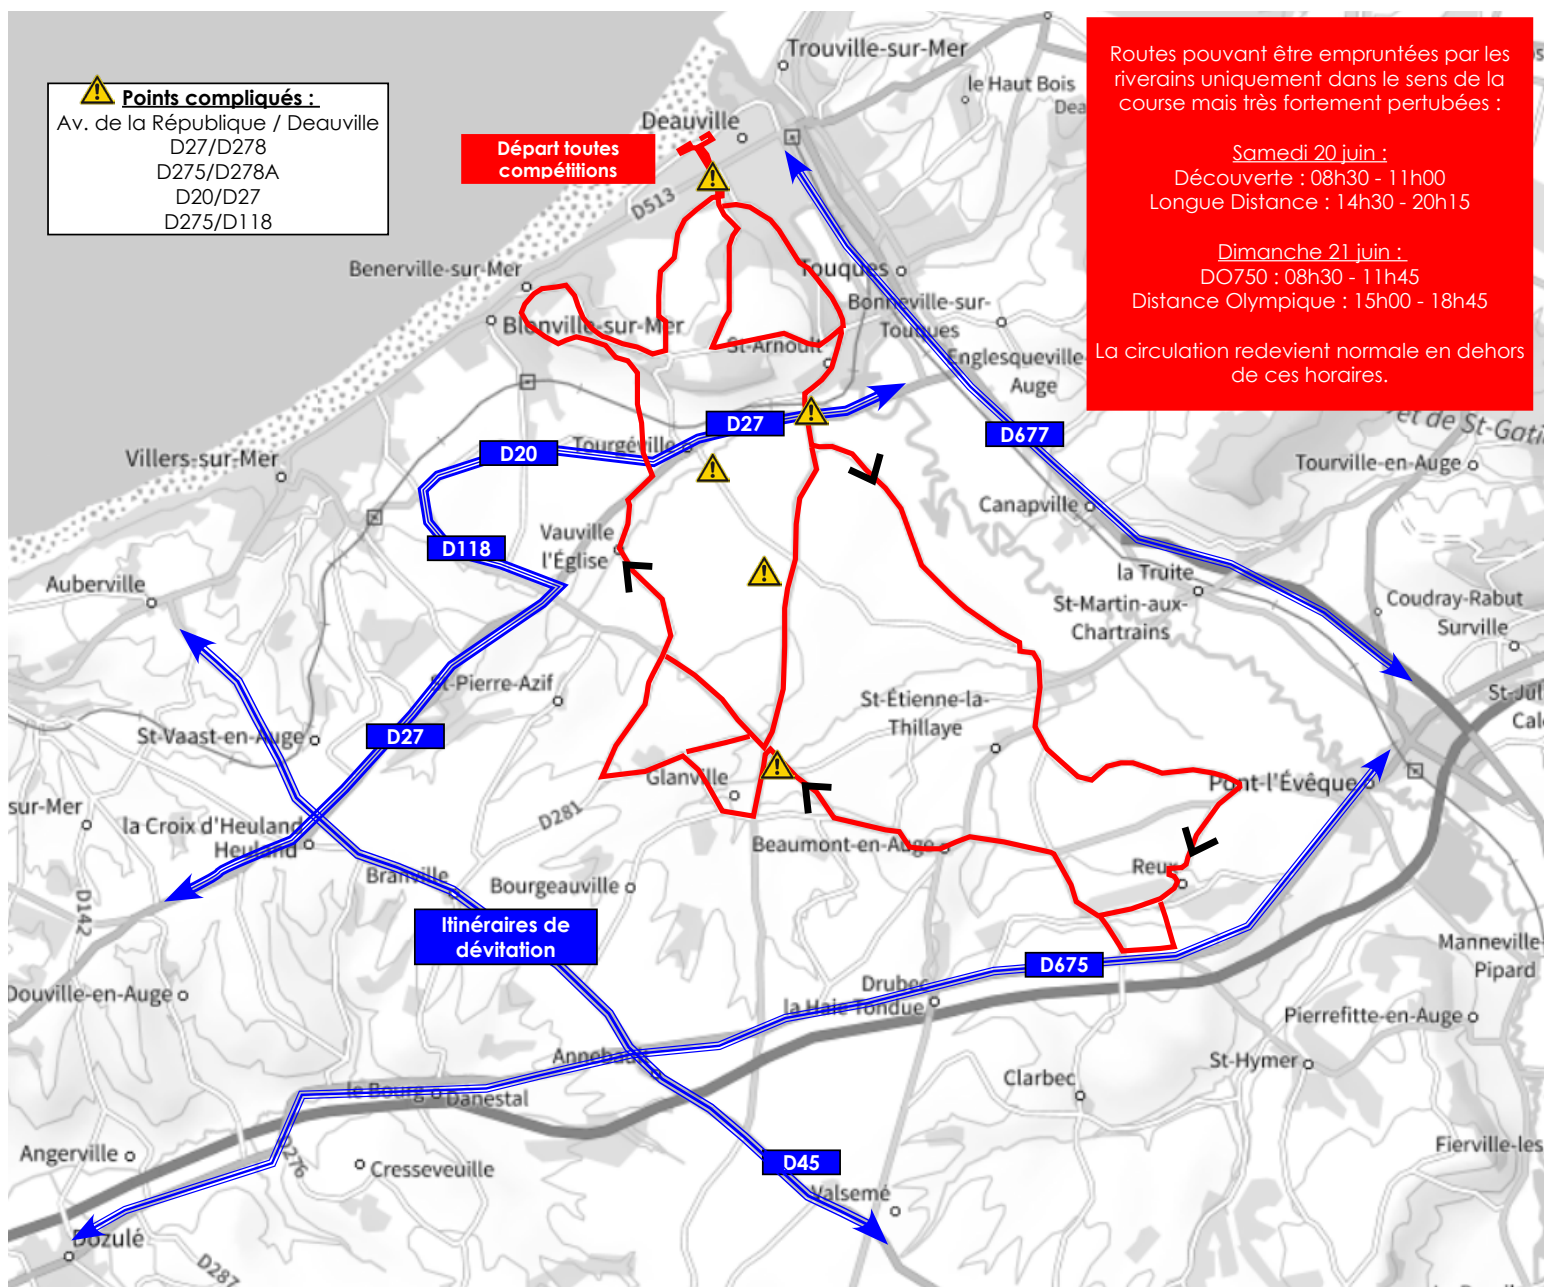 Points compliqués :
Av. de la République / Deauville
D27/D278
D275/D278A
D20/D27
D275/D118
Départ toutes
compétitions
Routes pouvant être empruntées par les
riverains uniquement dans le sens de la
course mais très fortement pertubées :
Samedi 20 juin :
Découverte : 08h30 - 11h00
Longue Distance : 14h30 - 20h15
Dimanche 21 juin :
DO750 : 08h30 - 11h45
Distance Olympique : 15h00 - 18h45
La circulation redevient normale en dehors
de ces horaires.
Trouville-sur-Mer
le Haut Bois
Deauville
D513
Benerville-sur-Mer
Touques
Bonneville-sur-
Touques
Blonville-sur-Mer
St-Arnoult
Englesqueville-
Auge
D27
D677
D20
Tourgéville
Villers-sur-Mer
Tourville-en-Auge
Canapville
Vauville
l'Église
D118
Auberville
la Truite
St-Martin-aux-
Chartrains
Coudray-Rabut
Surville
St-Pierre-Azif
St-Étienne-la-
Thillaye
St-Vaast-en-Auge
D27
Glanville
Pont-l'Évêque
sur-Mer
la Croix d'Heuland
Heuland
D281
Beaumont-en-Auge
Reux
Branville
Bourgeauville
D142
Itinéraires de
dévitation
Manneville-
Pipard
D675
Drubec
la Haie Tondue
Douville-en-Auge
Pierrefitte-en-Auge
Annebault
St-Hymer
Clarbec
le Bourg
Danestal
Angerville
D276
Cresseveuille
Fierville-les
D45
Valsemé
Dozulé
D287